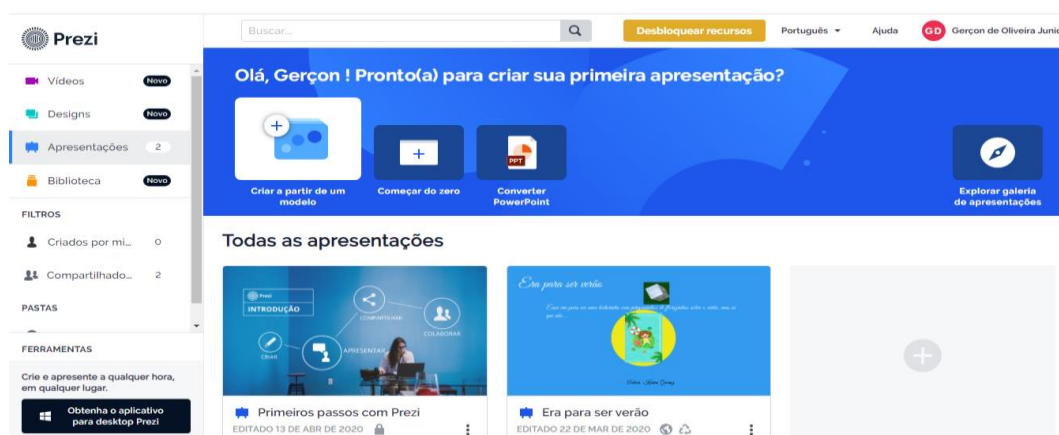 Prezi
Buscar...
Desbloquear recursos
Português
Ajuda
GD
Gerçon de Oliveira Junio
Vídeos
Novo
Designs
Novo
Apresentações
2
Biblioteca
Novo
FILTROS
Criados por mi...
0
Compartilhado...
2
PASTAS
FERRAMENTAS
Crie e apresente a qualquer hora,
em qualquer lugar.
Obtenha o aplicativo
para desktop Prezi
Olá, Gerçon ! Pronto(a) para criar sua primeira apresentação?
Criar a partir de um
modelo
Começar do zero
PPT
Converter
PowerPoint
Explorar galeria
de apresentações
Todas as apresentações
Prezi
INTRODUÇÃO
COMPARTILHAR
COLABORAR
CRIAR
APRESENTAR
Primeiros passos com Prezi
EDITADO 13 DE ABR DE 2020
Era para ser verão
Era para ser verão
EDITADO 22 DE MAR DE 2020